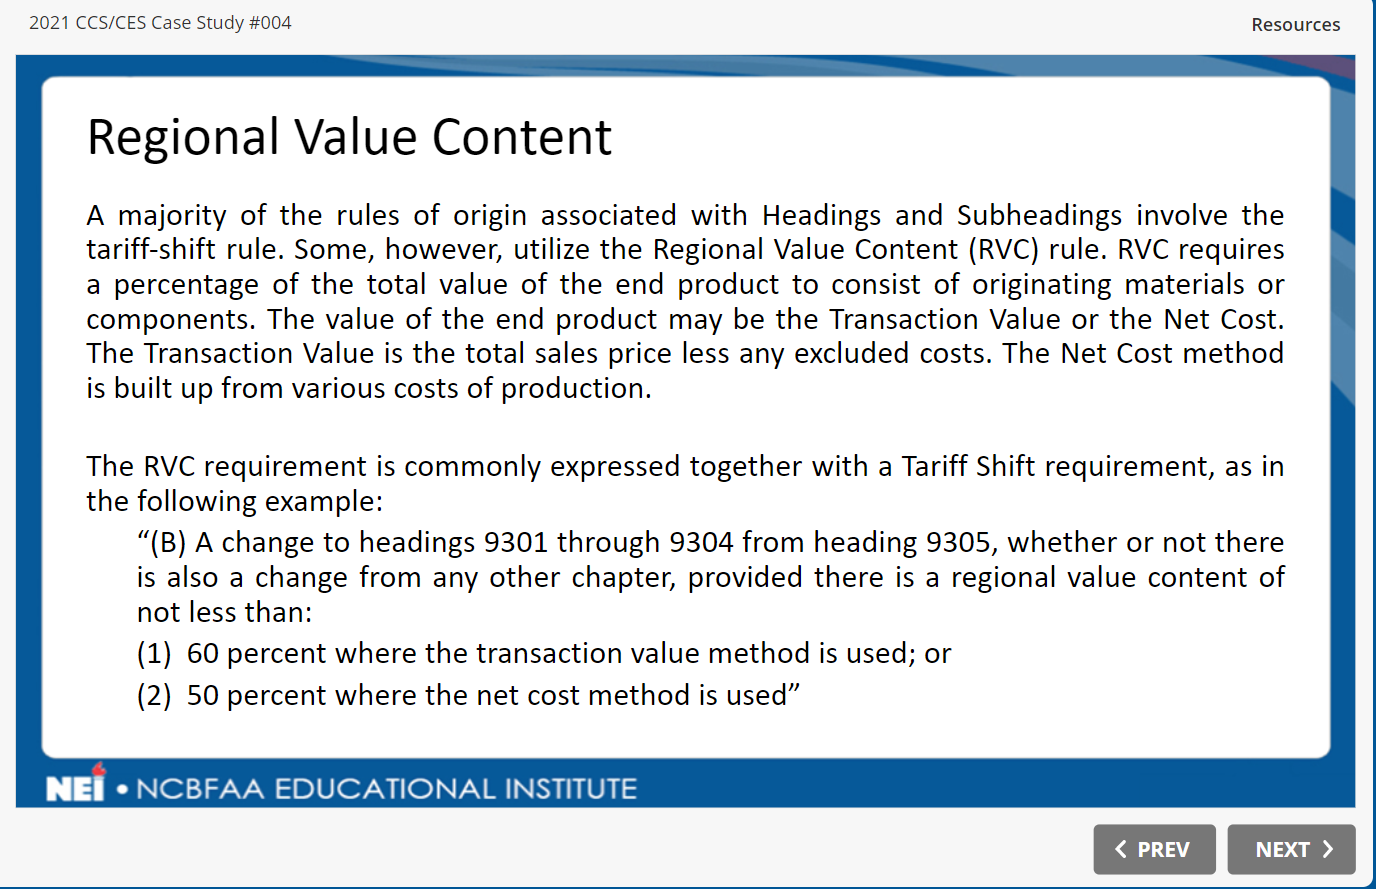 2021 CCS/CES Case Study #004
Resources
Regional Value Content
A majority of the rules of origin associated with Headings and Subheadings involve the
tariff-shift rule. Some, however, utilize the Regional Value Content (RVC) rule. RVC requires
a percentage of the total value of the end product to consist of originating materials or
components. The value of the end product may be the Transaction Value or the Net Cost.
The Transaction Value is the total sales price less any excluded costs. The Net Cost method
is built up from various costs of production.
The RVC requirement is commonly expressed together with a Tariff Shift requirement, as in
the following example:
“(B) A change to headings 9301 through 9304 from heading 9305, whether or not there
is also a change from any other chapter, provided there is a regional value content of
not less than:
(1) 60 percent where the transaction value method is used; or
(2) 50 percent where the net cost method is used”
NEI • NCBFAA EDUCATIONAL INSTITUTE
PREV
NEXT